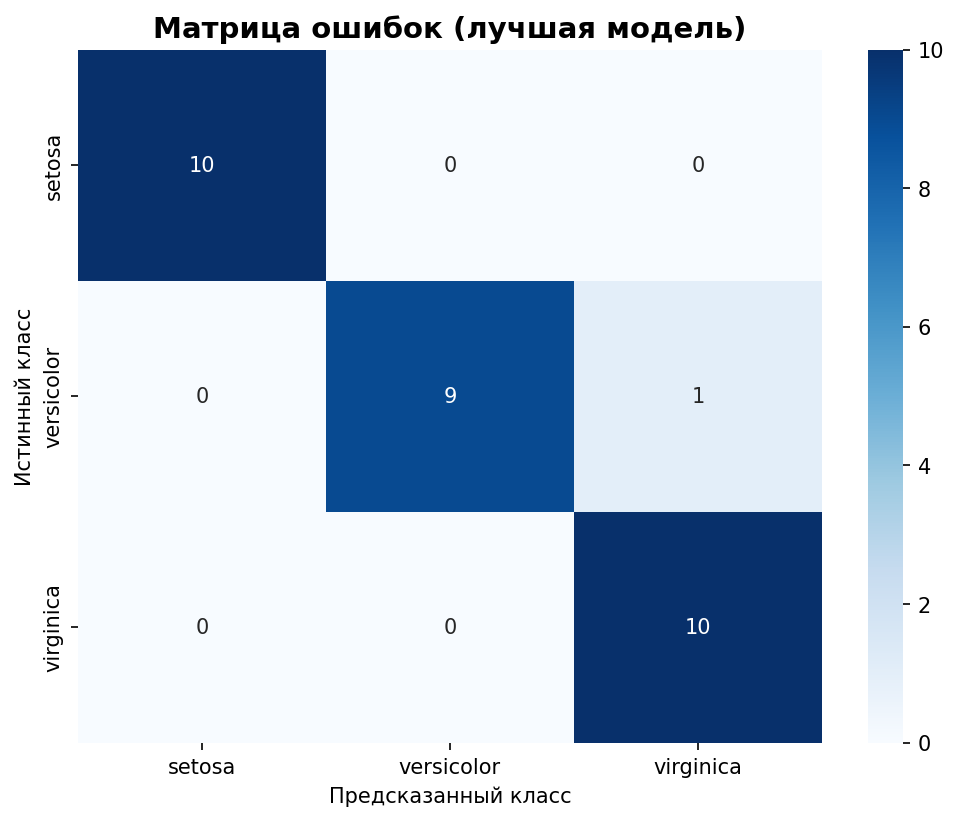 Матрица ошибок (лучшая модель)
Истинный класс
setosa
10
0
0
versicolor
0
9
1
virginica
0
0
10
setosa
versicolor
virginica
Предсказанный класс
10
8
6
4
2
0